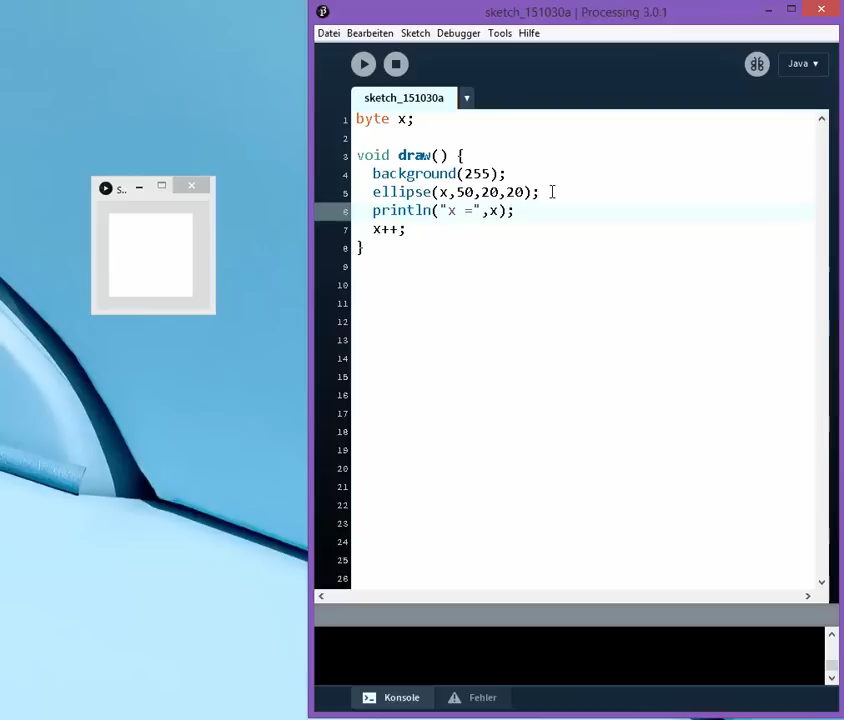 sketch_151030a | Processing 3.0.1
Datei Bearbeiten Sketch Debugger Tools Hilfe
Java ▾
sketch_151030a ▾
1 byte x;
2
3 void draw() {
4 background(255);
5 ellipse(x,50,20,20);
6 println("x =",x);
7 x++;
8 }
9
10
11
12
13
14
15
16
17
18
19
20
21
22
23
24
25
26
S..
Konsole Fehler